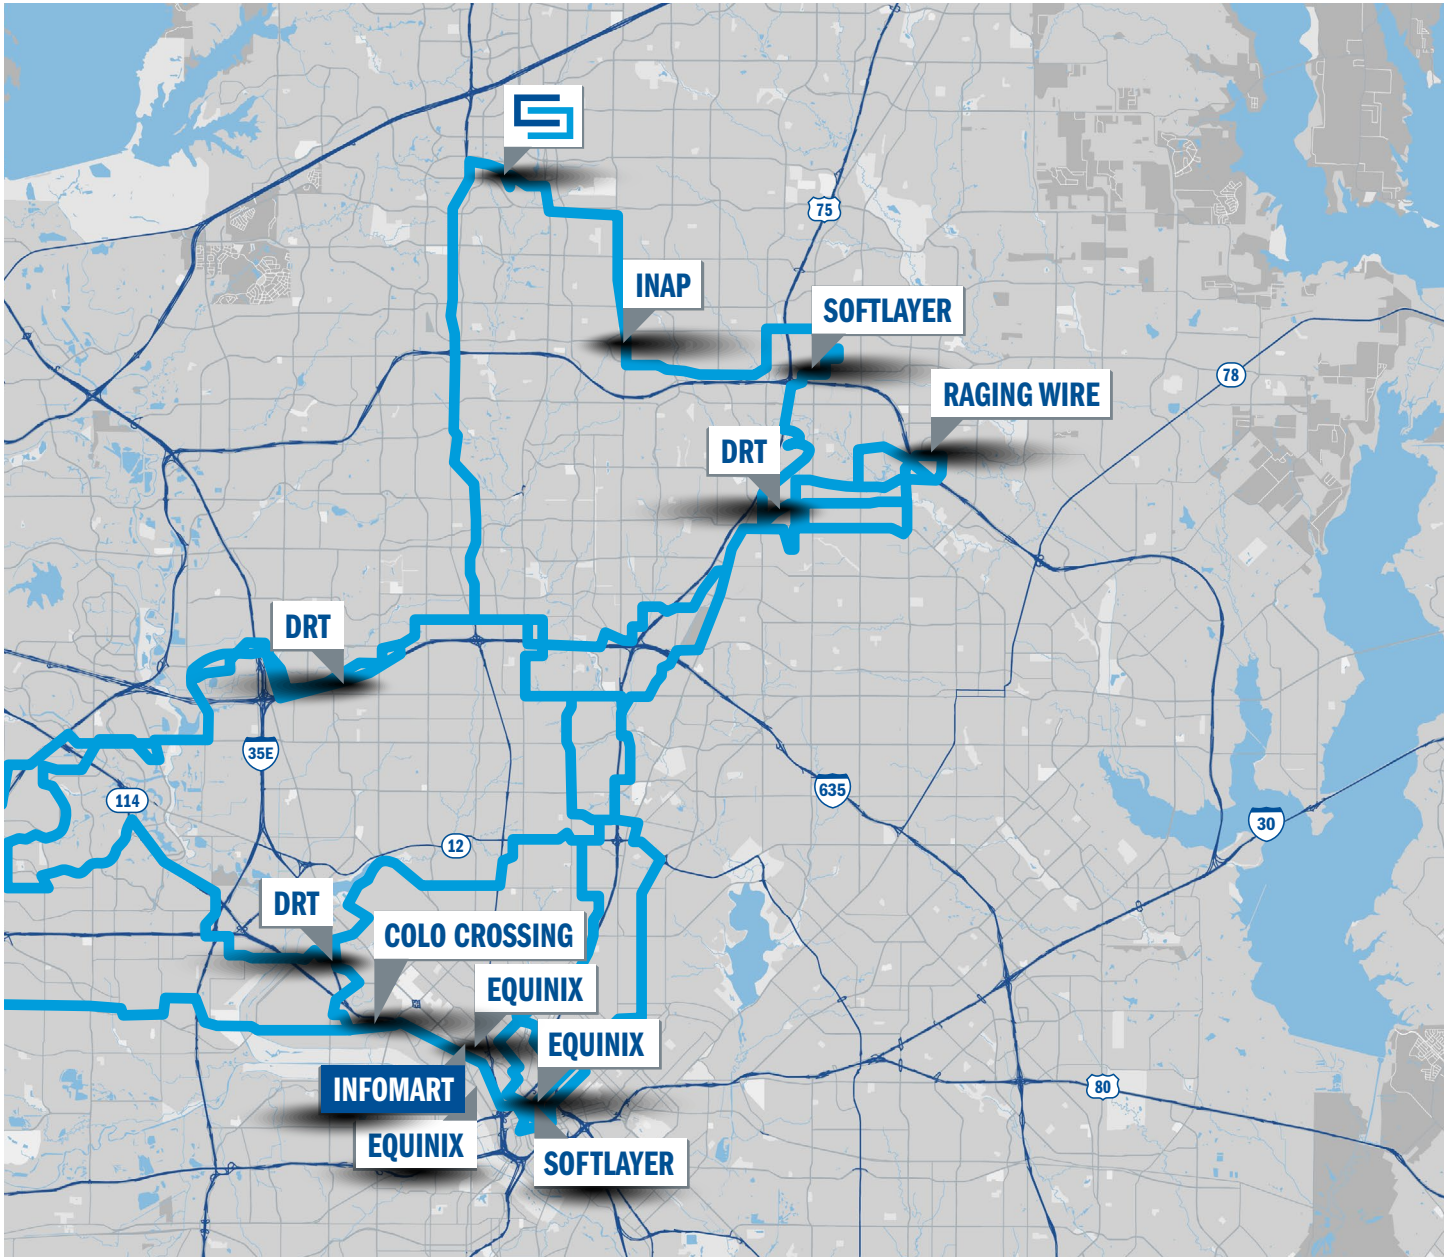 75
INAP
SOFTLAYER
78
RAGING WIRE
DRT
DRT
35E
114
635
30
12
DRT
COLO CROSSING
EQUINIX
EQUINIX
INFOMART
80
EQUINIX
SOFTLAYER